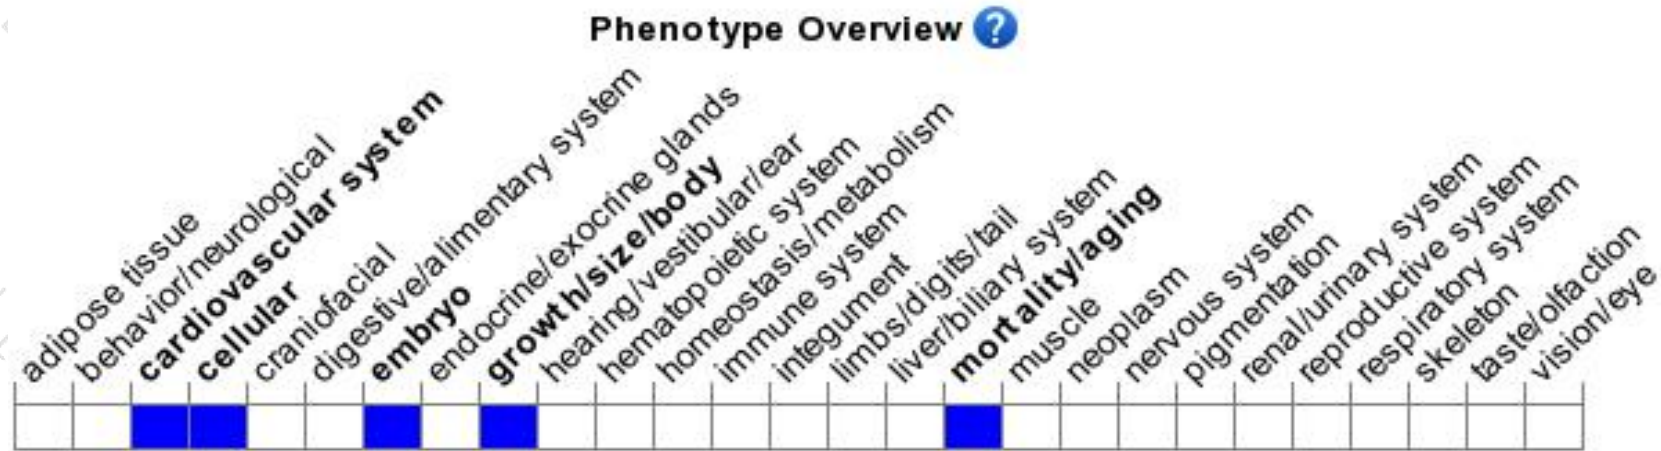 Phenotype Overview ?
adipose tissue
behavior/neurological
cardiovascular system
cellular
craniofacial
digestive/alimentary system
embryo
endocrine/exocrine glands
growth/size/body
hearing/vestibular/ear
hematopoietic system
homeostasis/metabolism
immune system
integument
limbs/digits/tail
liver/biliary system
mortality/aging
muscle
neoplasm
nervous system
pigmentation
renal/urinary system
reproductive system
respiratory system
skeleton
taste/olfaction
vision/eye